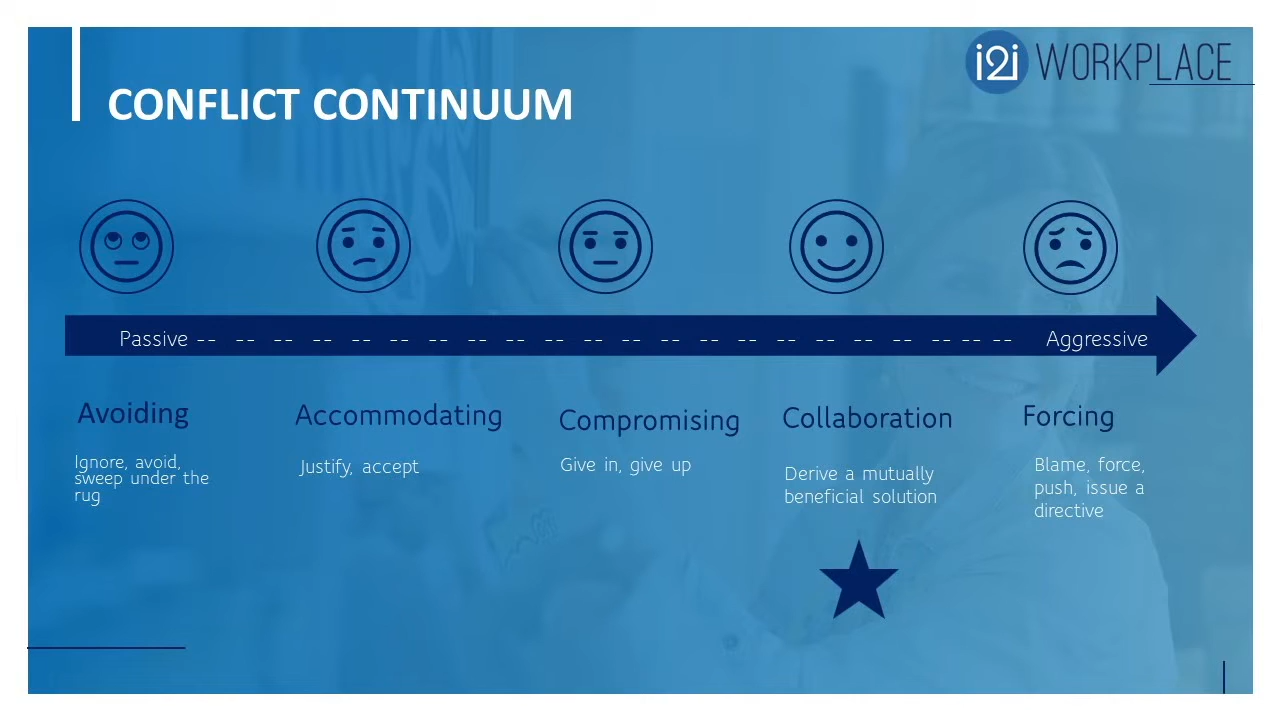 i2i WORKPLACE
CONFLICT CONTINUUM
Passive -- -- -- -- -- -- -- -- -- -- -- -- -- -- -- -- -- -- -- -- -- -- Aggressive
Avoiding
Ignore, avoid,
sweep under the
rug
Accommodating
Justify, accept
Compromising
Give in, give up
Collaboration
Derive a mutually
beneficial solution
Forcing
Blame, force,
push, issue a
directive